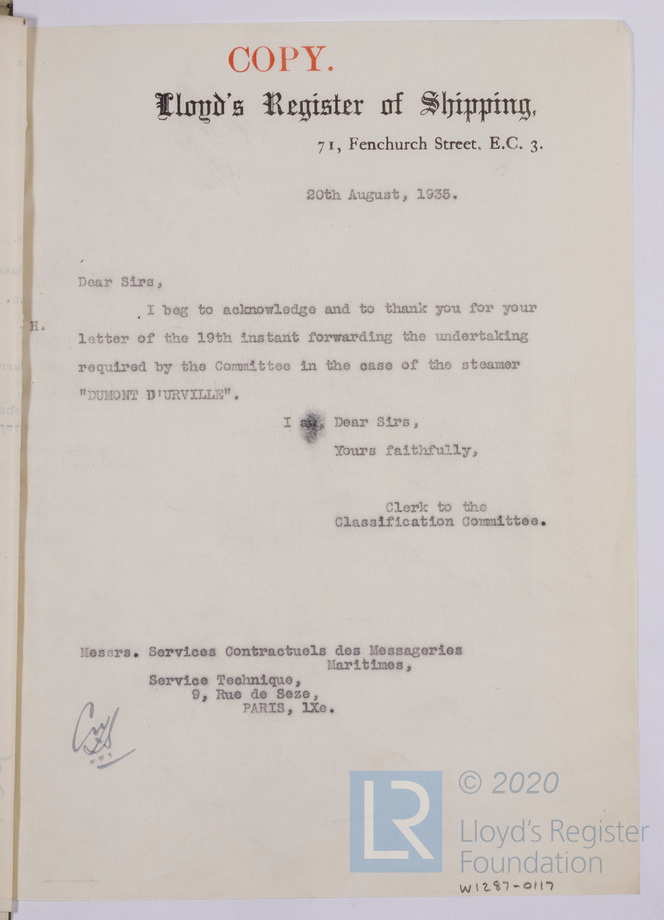 COPY.
Lloyd's Register of Shipping,
71, Fenchurch Street, E.C. 3.
20th August, 1935.
Dear Sirs,
I beg to acknowledge and to thank you for your
H.
letter of the 19th instant forwarding the undertaking
required by the Committee in the case of the steamer
"DUMONT D'URVILLE".
I am, Dear Sirs,
Yours faithfully,
Clerk to the
Classification Committee.
Messrs. Services Contractuels des Messageries
Maritimes,
Service Technique,
9, Rue de Seze,
PARIS, lXe.
LR
© 2020
Lloyd's Register
Foundation
W1287-0117